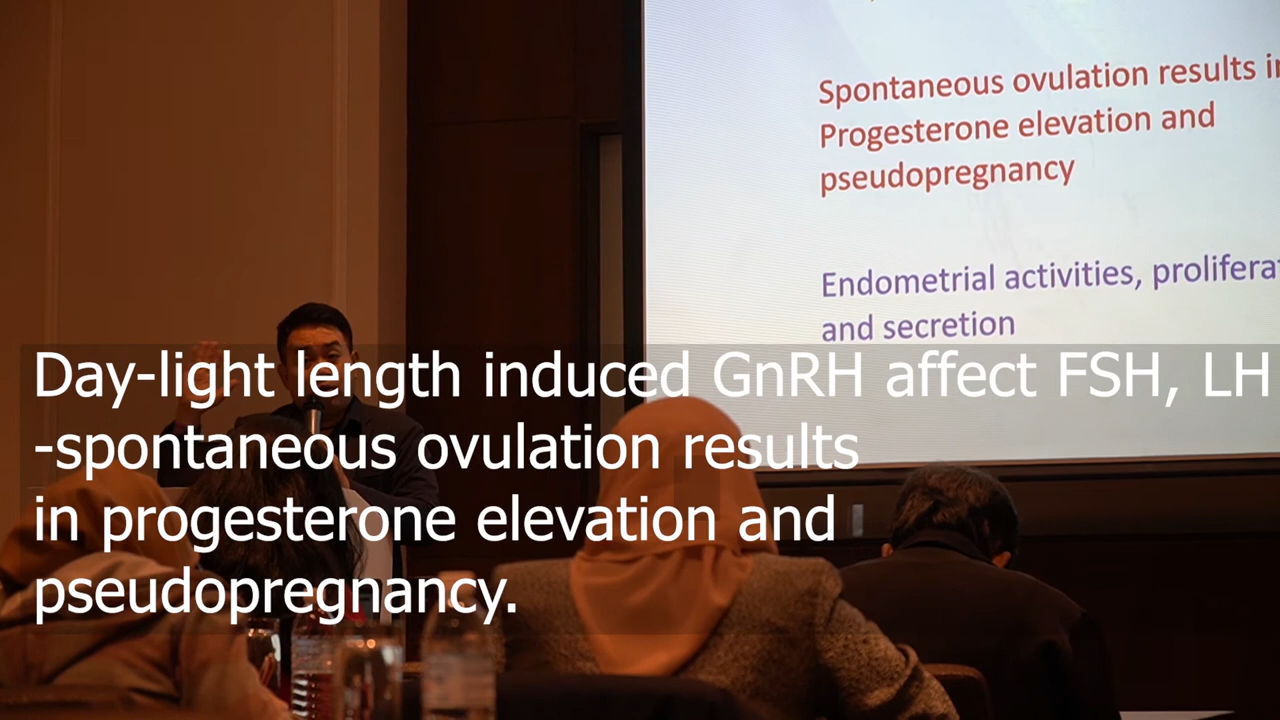 Spontaneous ovulation results in
Progesterone elevation and
pseudopregnancy
Endometrial activities,
and secretion
Day-light length induced GnRH affect FSH, LH
-spontaneous ovulation results
in progesterone elevation and
pseudopregnancy.